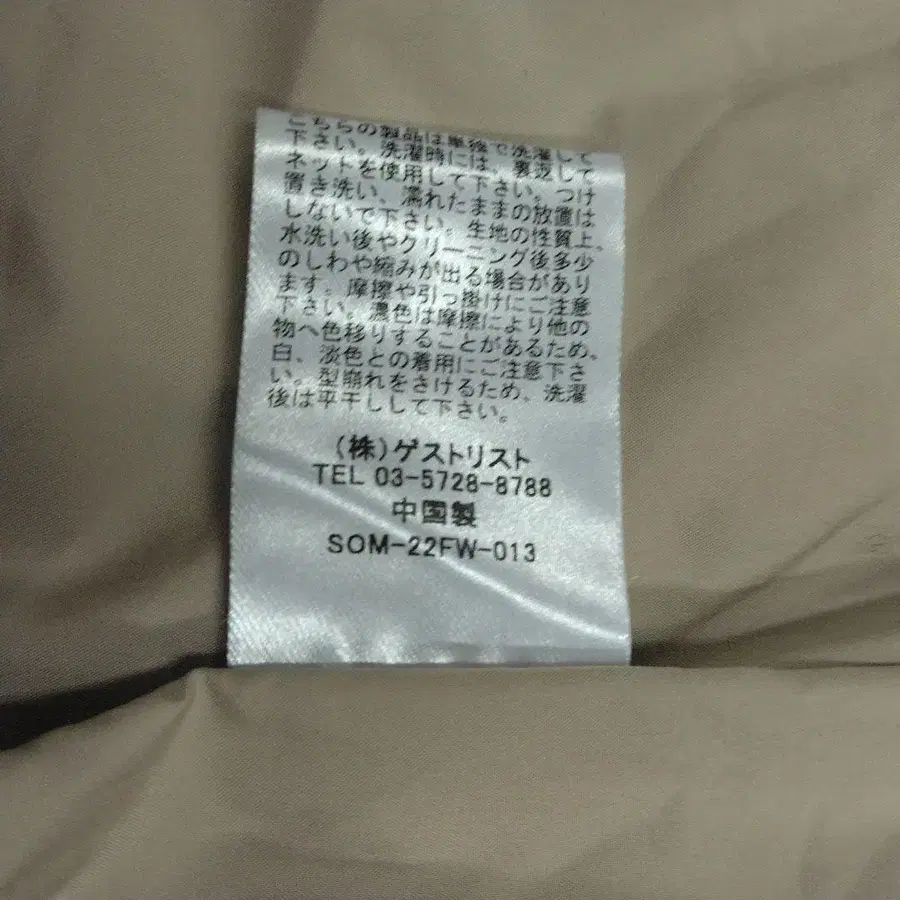 こちらの製品は単独で洗濯して
下さい。洗濯時には、裏返して
ネットを使用して下さい。つけ
置き洗い、濡れたままの放置は
しないで下さい。生地の性質上、
水洗い後やクリーニング後多少
のしわや縮みが出る場合があり
ます。摩擦や引っ掛けにご注意
下さい。濃色は摩擦により他の
物へ色移りすることがあるため、
白、淡色との着用にご注意下さ
い。型崩れをさけるため、洗濯
後は平干しして下さい。
(株)ゲストリスト
TEL 03-5728-8788
中国製
SOM-22FW-013